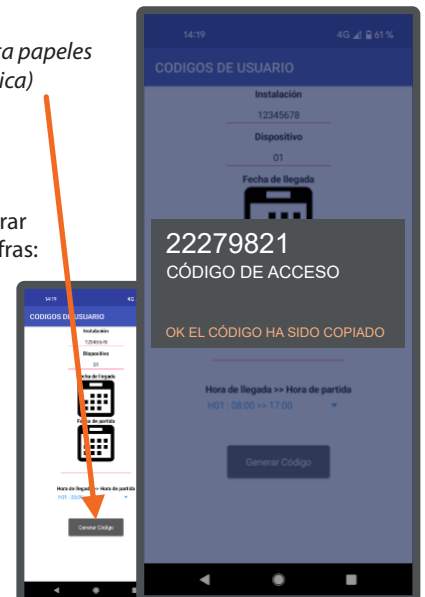 ta papeles
ica)
rar
fras:
14:19
4G
61 %
CODIGOS DE USUARIO
Instalación
12345678
Dispositivo
01
Fecha de llegada
22279821
CÓDIGO DE ACCESO
OK EL CÓDIGO HA SIDO COPIADO
Hora de llegada >> Hora de partida
H01 : 08:00 => 17:00
Generar Código
14:19
CODIGOS DE USUARIO
Instalación
12345678
Dispositivo
01
Fecha de llegada
Fecha de partida
Hora de llegada >> Hora de partida
Generar Código